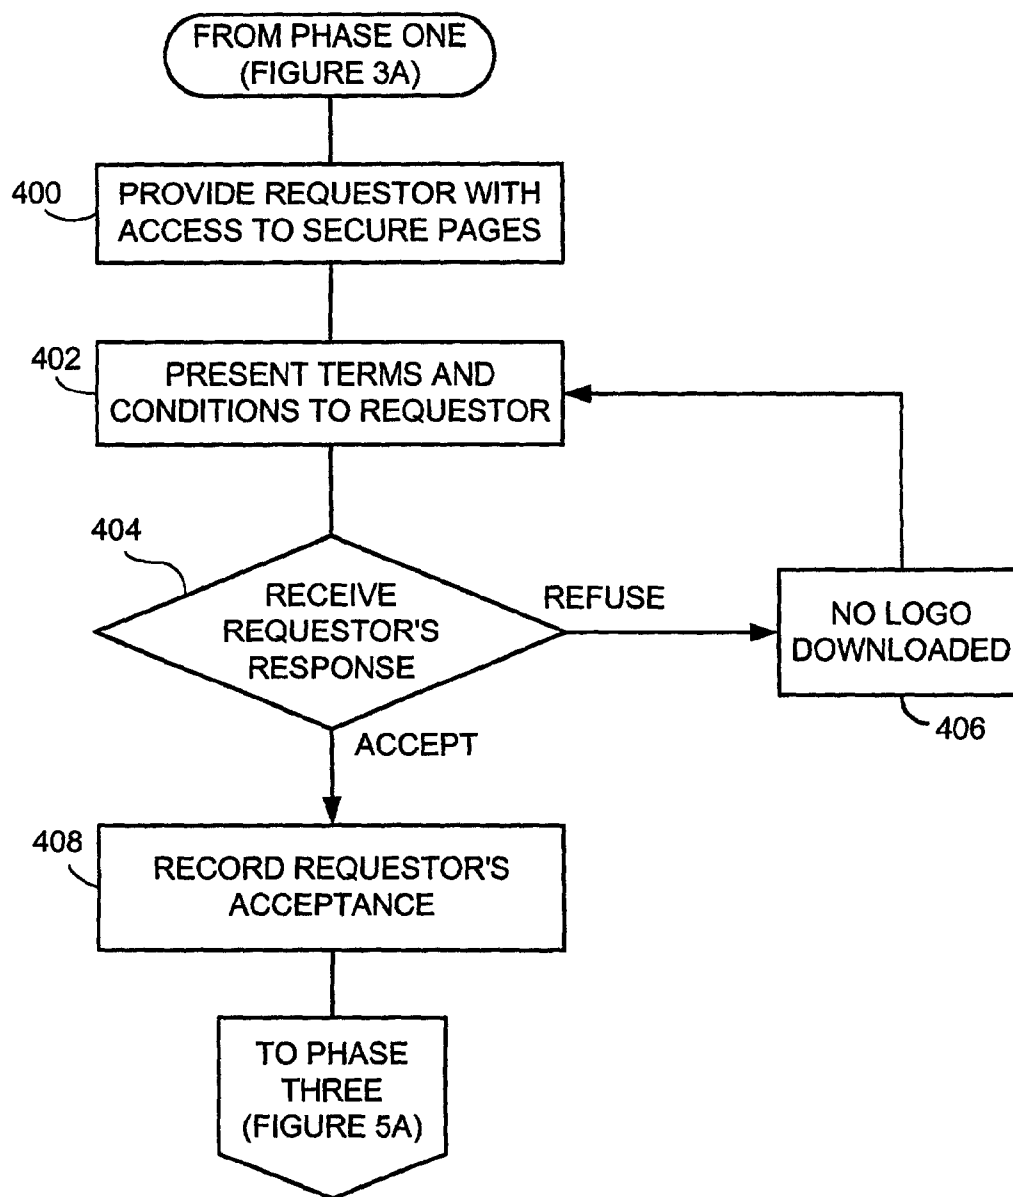 FROM PHASE ONE
(FIGURE 3A)
400
PROVIDE REQUESTOR WITH
ACCESS TO SECURE PAGES
402
PRESENT TERMS AND
CONDITIONS TO REQUESTOR
404
RECEIVE
REQUESTOR'S
RESPONSE
REFUSE
NO LOGO
DOWNLOADED
406
ACCEPT
408
RECORD REQUESTOR'S
ACCEPTANCE
TO PHASE
THREE
(FIGURE 5A)